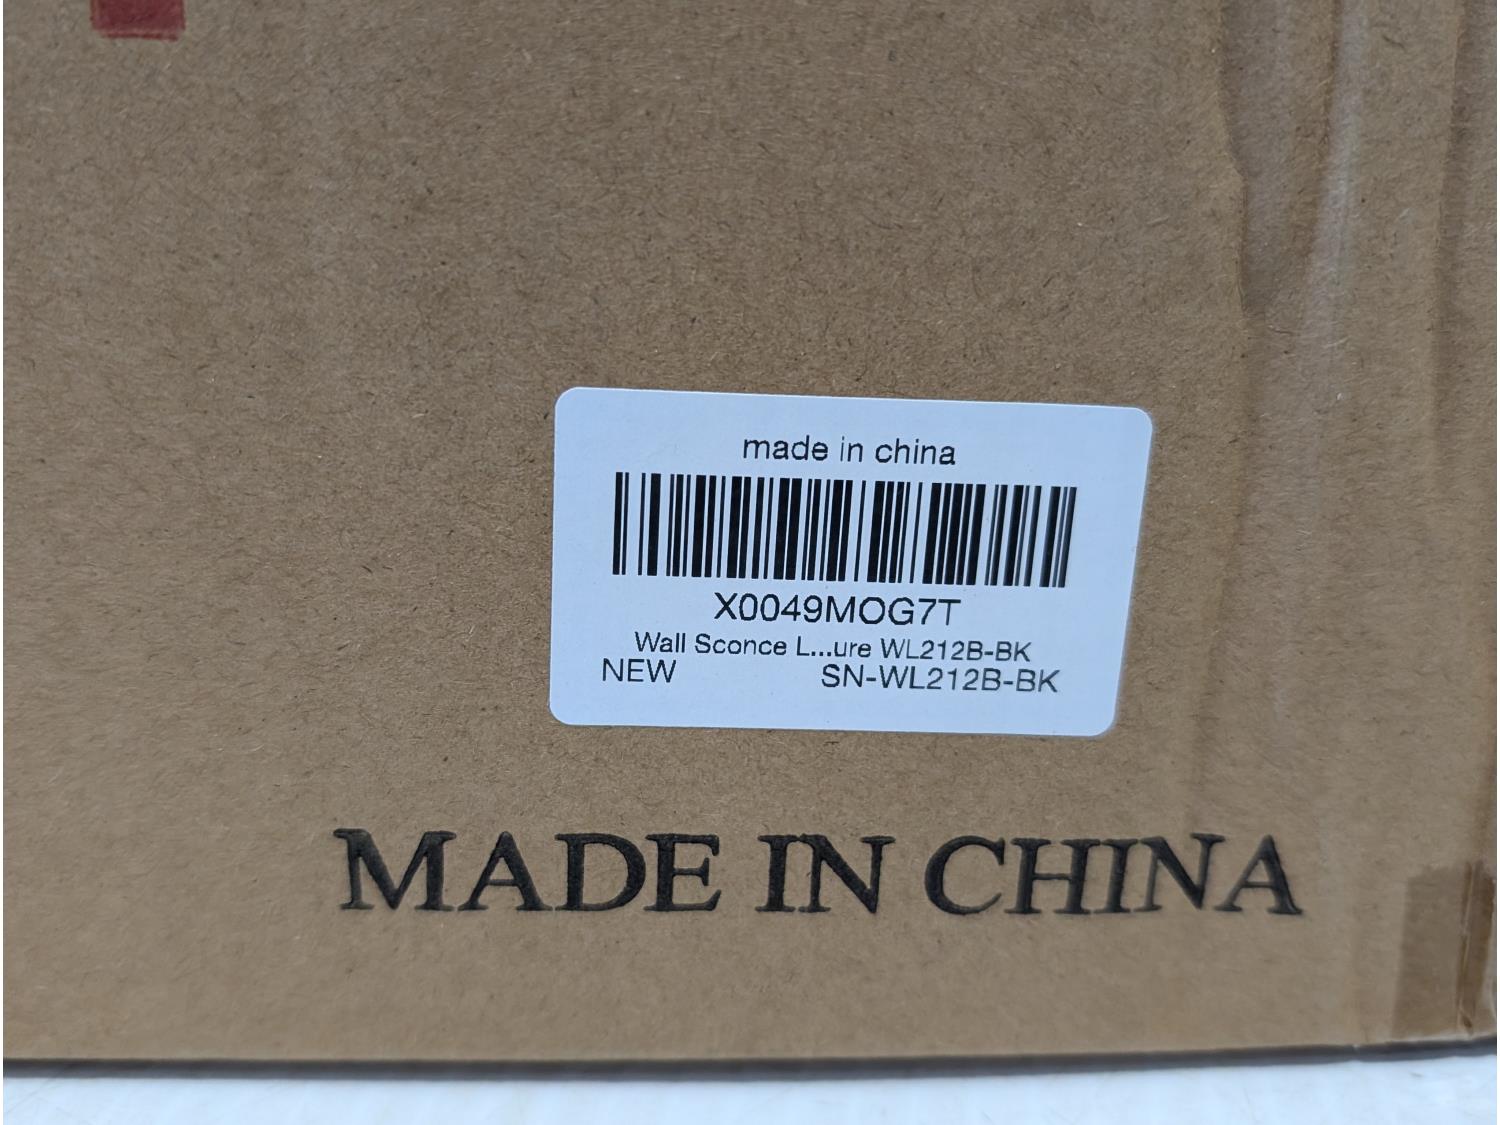 made in china
X0049MOG7T
Wall Sconce L...ure WL212B-BK
NEW SN-WL212B-BK
MADE IN CHINA